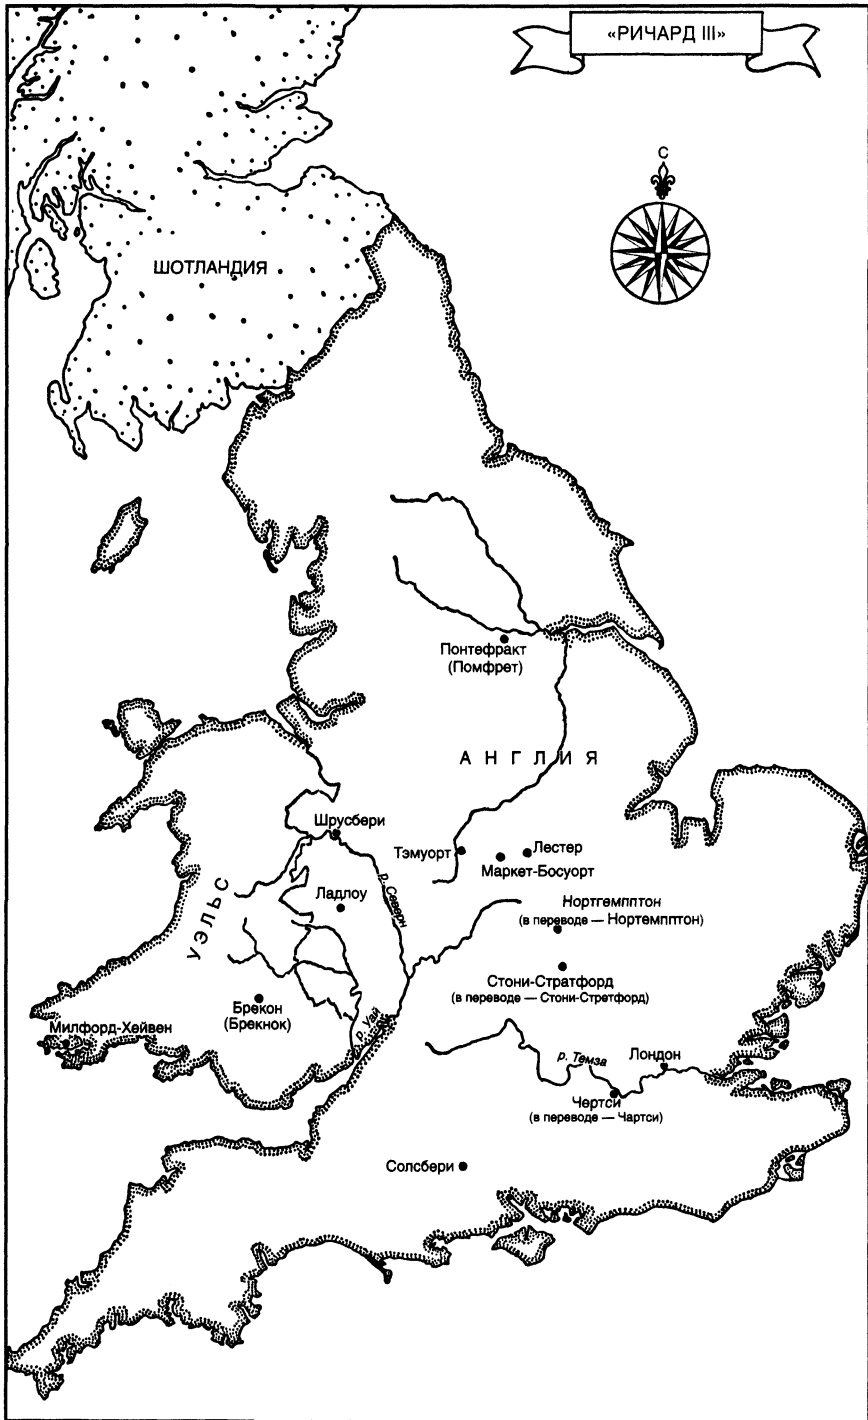 «РИЧАРД III»
С
ШОТЛАНДИЯ
Понтефракт
(Помфрет)
АНГЛИЯ
Шрусбери
Тэмуорт
Лестер
Маркет-Босуорт
УЭЛЬС
Ладлоу
р. Северн
Нортгемптон
(в переводе — Нортемптон)
Стони-Стратфорд
(в переводе — Стони-Стретфорд)
Брекон
(Брекнок)
Милфорд-Хейвен
р. Уай
р. Темза
Лондон
Чертси
(в переводе — Чартси)
Солсбери